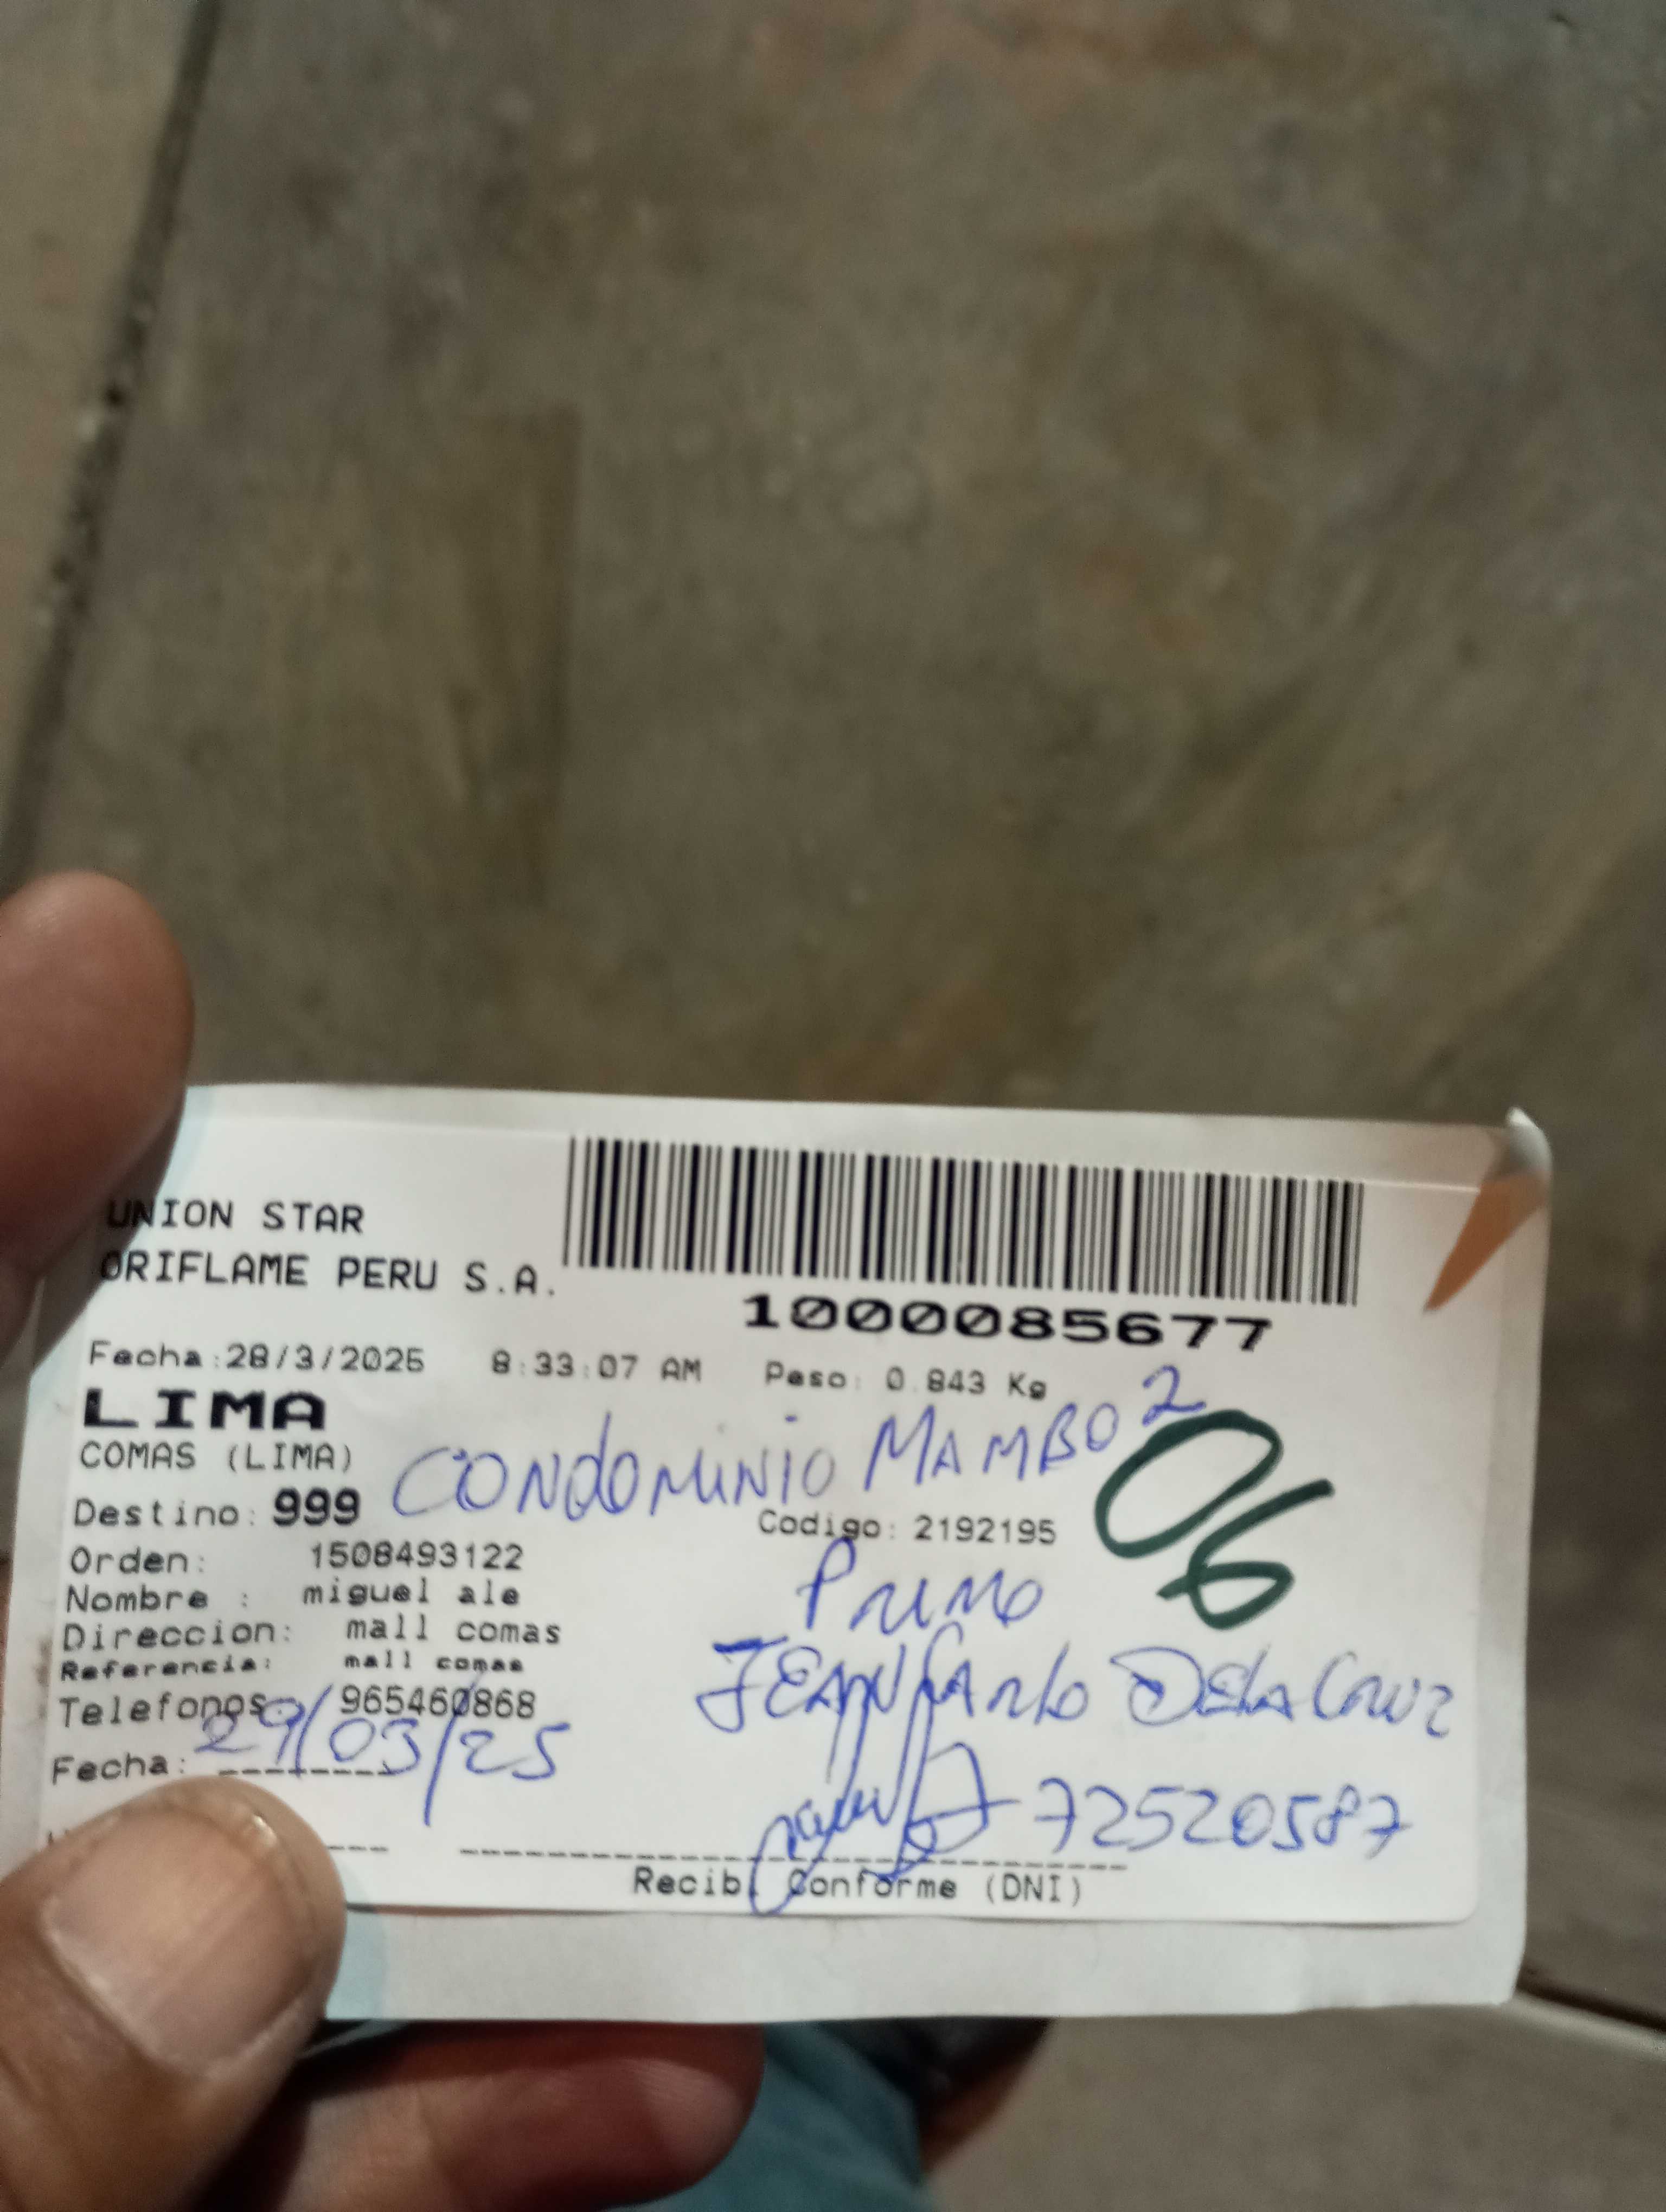 UNION STAR
ORIFLAME PERU S.A.
1000085677
Fecha:28/3/2025 8:33:07 AM Peso: 0.843 Kg
LIMA
COMAS (LIMA)
CONDOMINIO MAMBO 2
06
Destino: 999 Codigo: 2192195
Orden: 1508493122
Nombre : miguel ale
PRIMO
Direccion: mall comas
Referencia: mall comas
JEANCARLO DELA CRUZ
Telefonos: 965460868
Fecha: 29/03/25
72520587
Recibi Conforme (DNI)